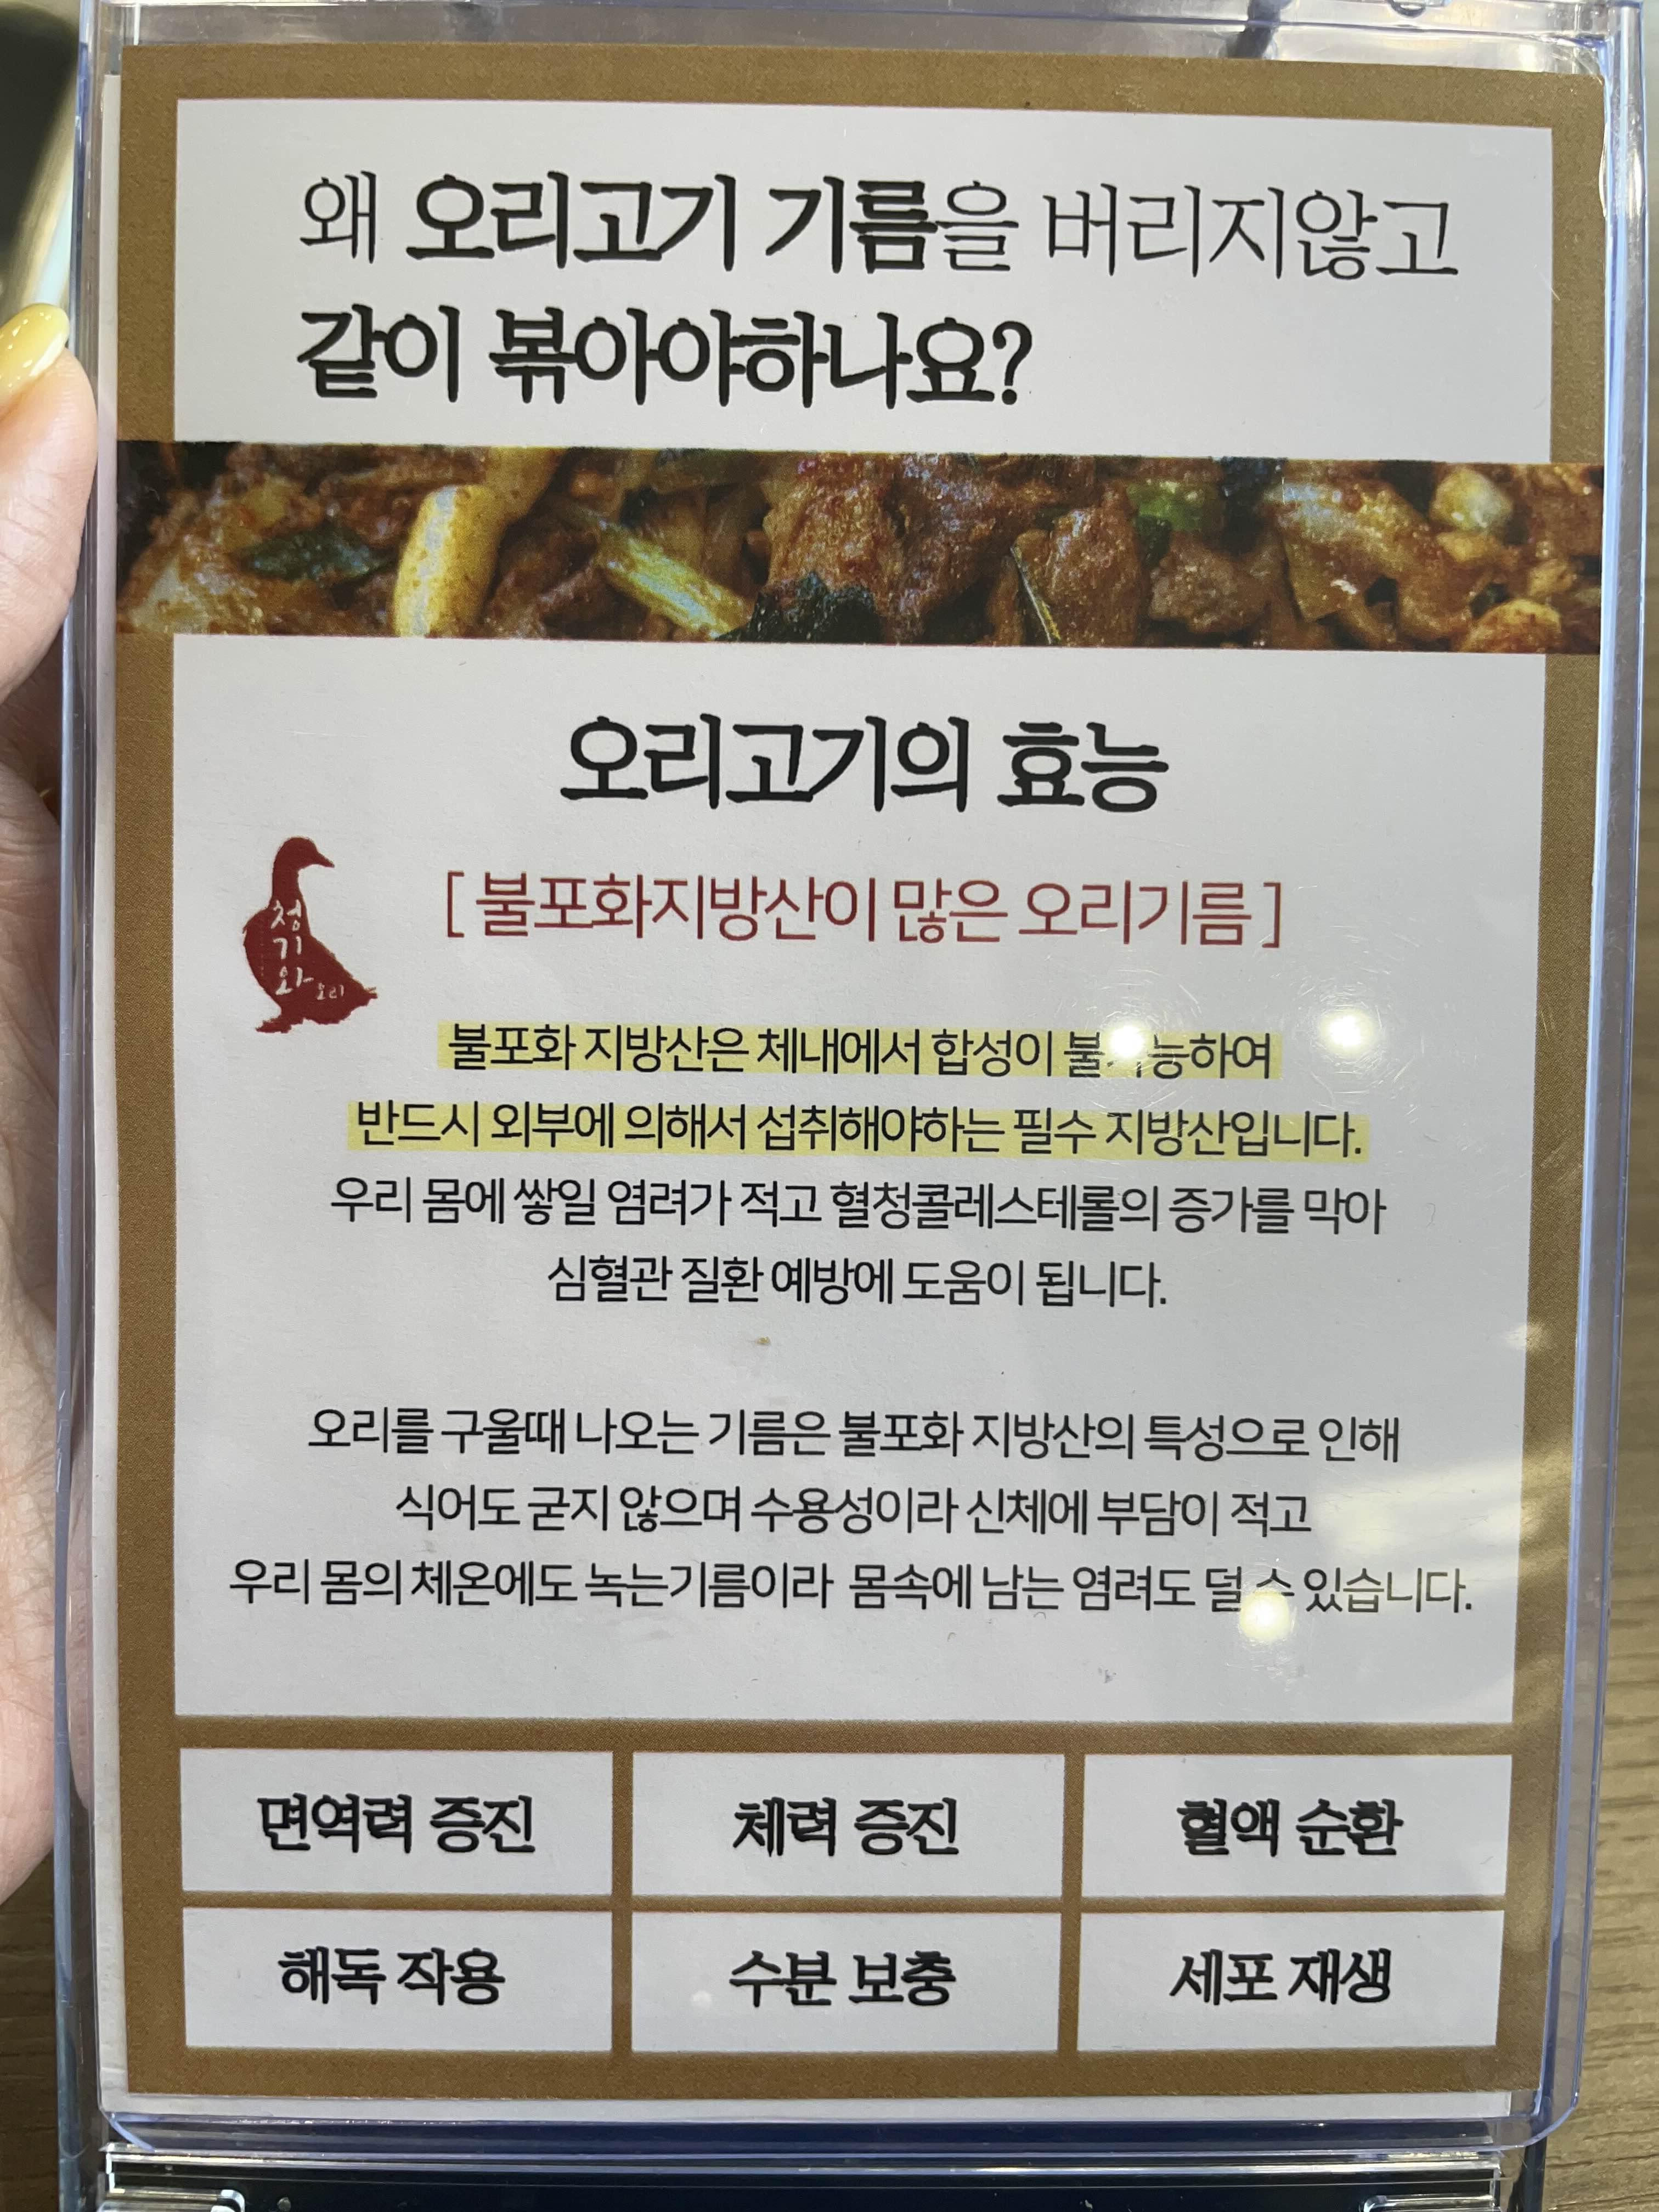 왜 오리고기 기름을 버리지않고
같이 볶아야하나요?
오리고기의 효능
[ 불포화지방산이 많은 오리기름 ]
청
기
와
오리
불포화 지방산은 체내에서 합성이
반드시 외부에 의해서 섭취해야하는 필수 지방산입니다.
우리 몸에 쌓일 염려가 적고 혈청콜레스테롤의 증가를 막아
심혈관 질환 예방에 도움이 됩니다.
오리를 구울때 나오는 기름은 불포화 지방산의 특성으로 인해
식어도 굳지 않으며 수용성이라 신체에 부담이 적고
우리 몸의 체온에도 녹는기름이라 몸속에 남는 염려도 덜 수 있습니다.
면역력 증진
체력 증진
혈액 순환
해독 작용
수분 보충
세포 재생